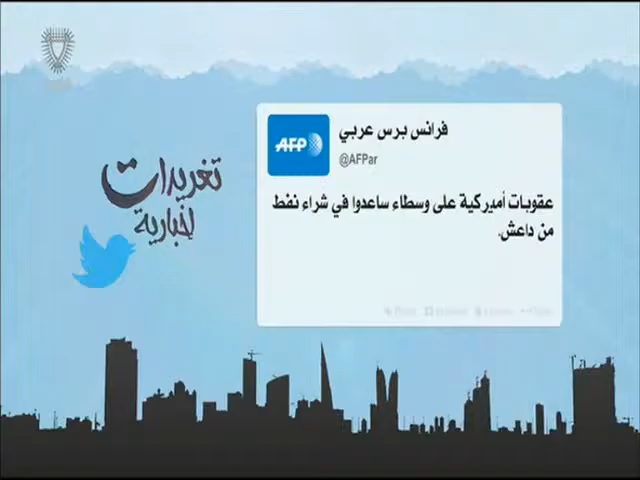 تغريدات
إخبارية
AFP
فرانس برس عربي
@AFPar
عقوبات أميركية على وسطاء ساعدوا في شراء نفط
من داعش.